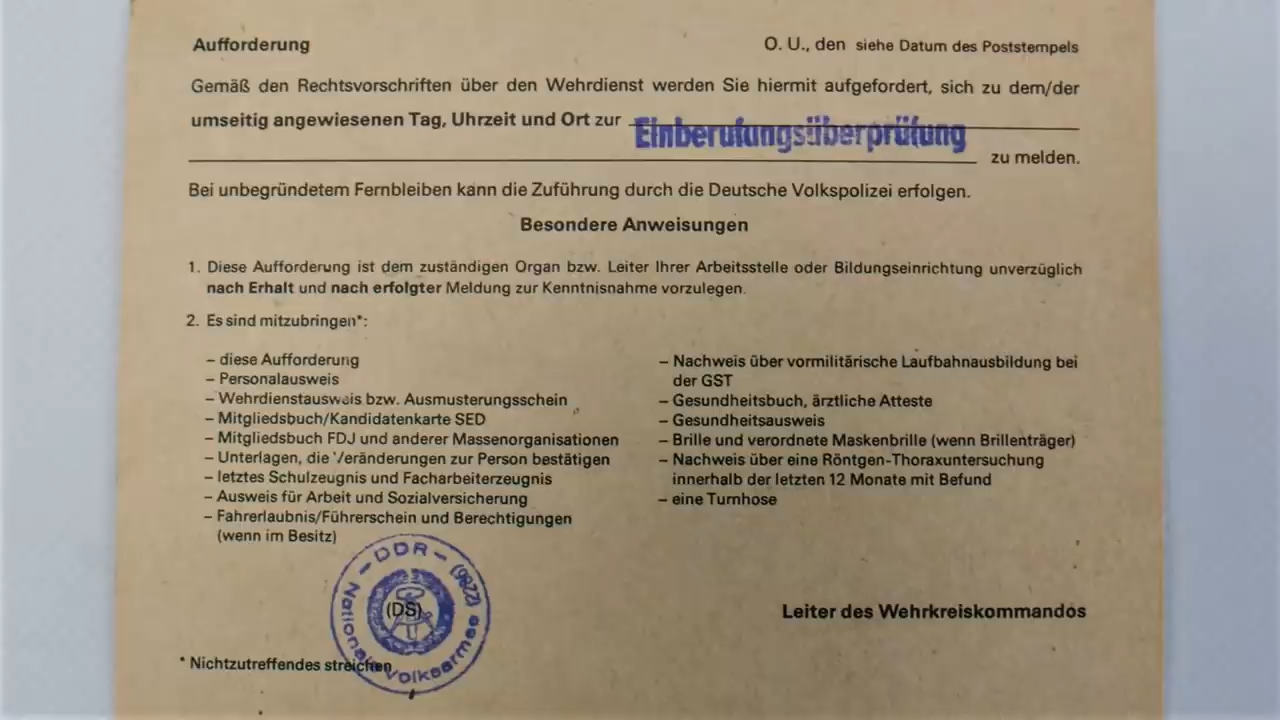 Aufforderung
O. U., den siehe Datum des Poststempels
Gemäß den Rechtsvorschriften über den Wehrdienst werden Sie hiermit aufgefordert, sich zu dem/der
umseitig angewiesenen Tag, Uhrzeit und Ort zur Einberufungsüberprüfung
zu melden.
Bei unbegründetem Fernbleiben kann die Zuführung durch die Deutsche Volkspolizei erfolgen.
Besondere Anweisungen
1. Diese Aufforderung ist dem zuständigen Organ bzw. Leiter Ihrer Arbeitsstelle oder Bildungseinrichtung unverzüglich
nach Erhalt und nach erfolgter Meldung zur Kenntnisnahme vorzulegen.
2. Es sind mitzubringen*:
– diese Aufforderung
– Personalausweis
– Wehrdienstausweis bzw. Ausmusterungsschein
– Mitgliedsbuch/Kandidatenkarte SED
– Mitgliedsbuch FDJ und anderer Massenorganisationen
– Unterlagen, die Veränderungen zur Person bestätigen
– letztes Schulzeugnis und Facharbeiterzeugnis
– Ausweis für Arbeit und Sozialversicherung
– Fahrerlaubnis/Führerschein und Berechtigungen
(wenn im Besitz)
– Nachweis über vormilitärische Laufbahnausbildung bei
der GST
– Gesundheitsbuch, ärztliche Atteste
– Gesundheitsausweis
– Brille und verordnete Maskenbrille (wenn Brillenträger)
– Nachweis über eine Röntgen-Thoraxuntersuchung
innerhalb der letzten 12 Monate mit Befund
– eine Turnhose
– DDR –
Nationale Volksarmee (2286)
(DS)
Leiter des Wehrkreiskommandos
* Nichtzutreffendes streichen